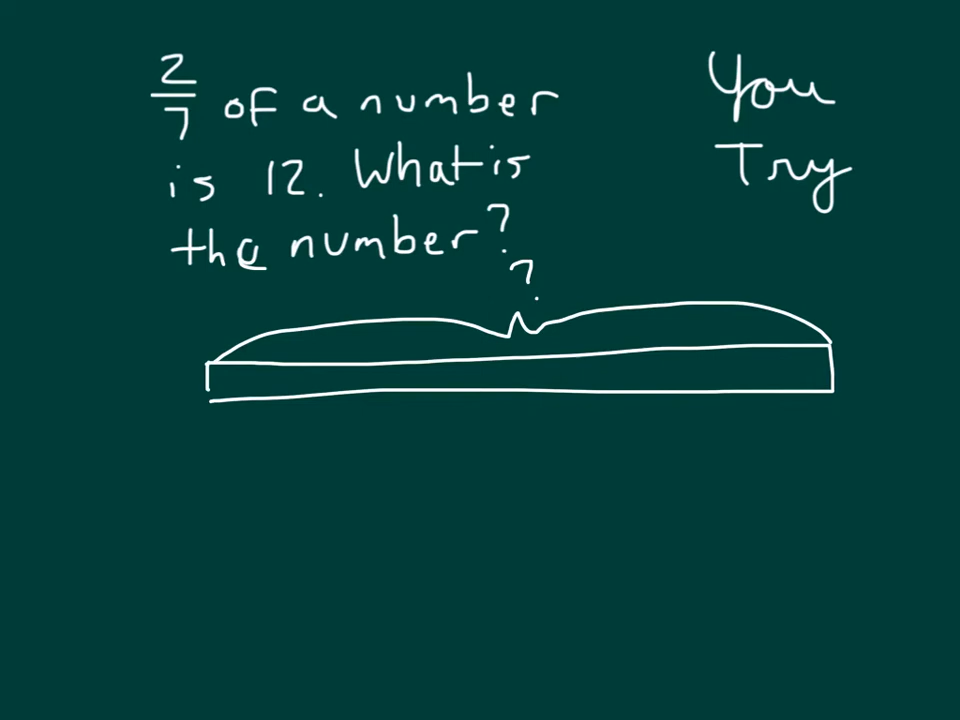 2/7 of a number
is 12. What is
the number?
?
You
Try